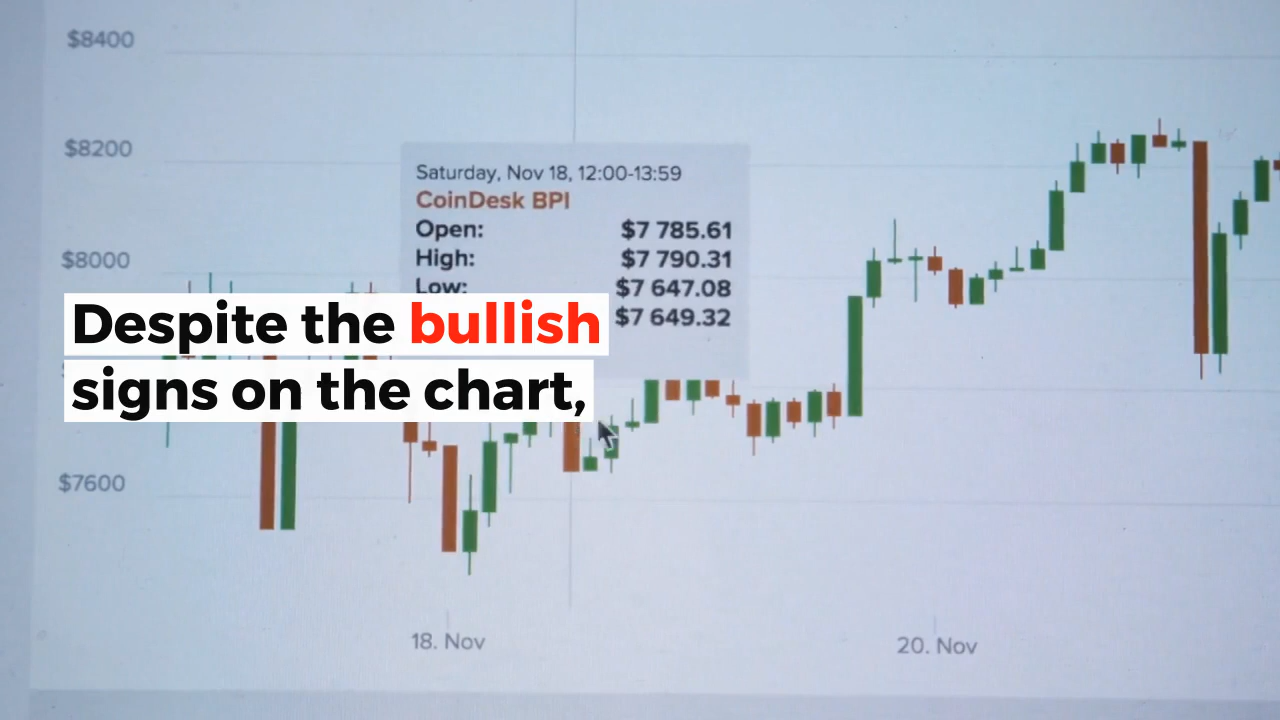 $8400
$8200
$8000
$7600
Saturday, Nov 18, 12:00-13:59
CoinDesk BPI
Open: $7 785.61
High: $7 790.31
Low: $7 647.08
$7 649.32
Despite the bullish
signs on the chart,
18. Nov
20. Nov